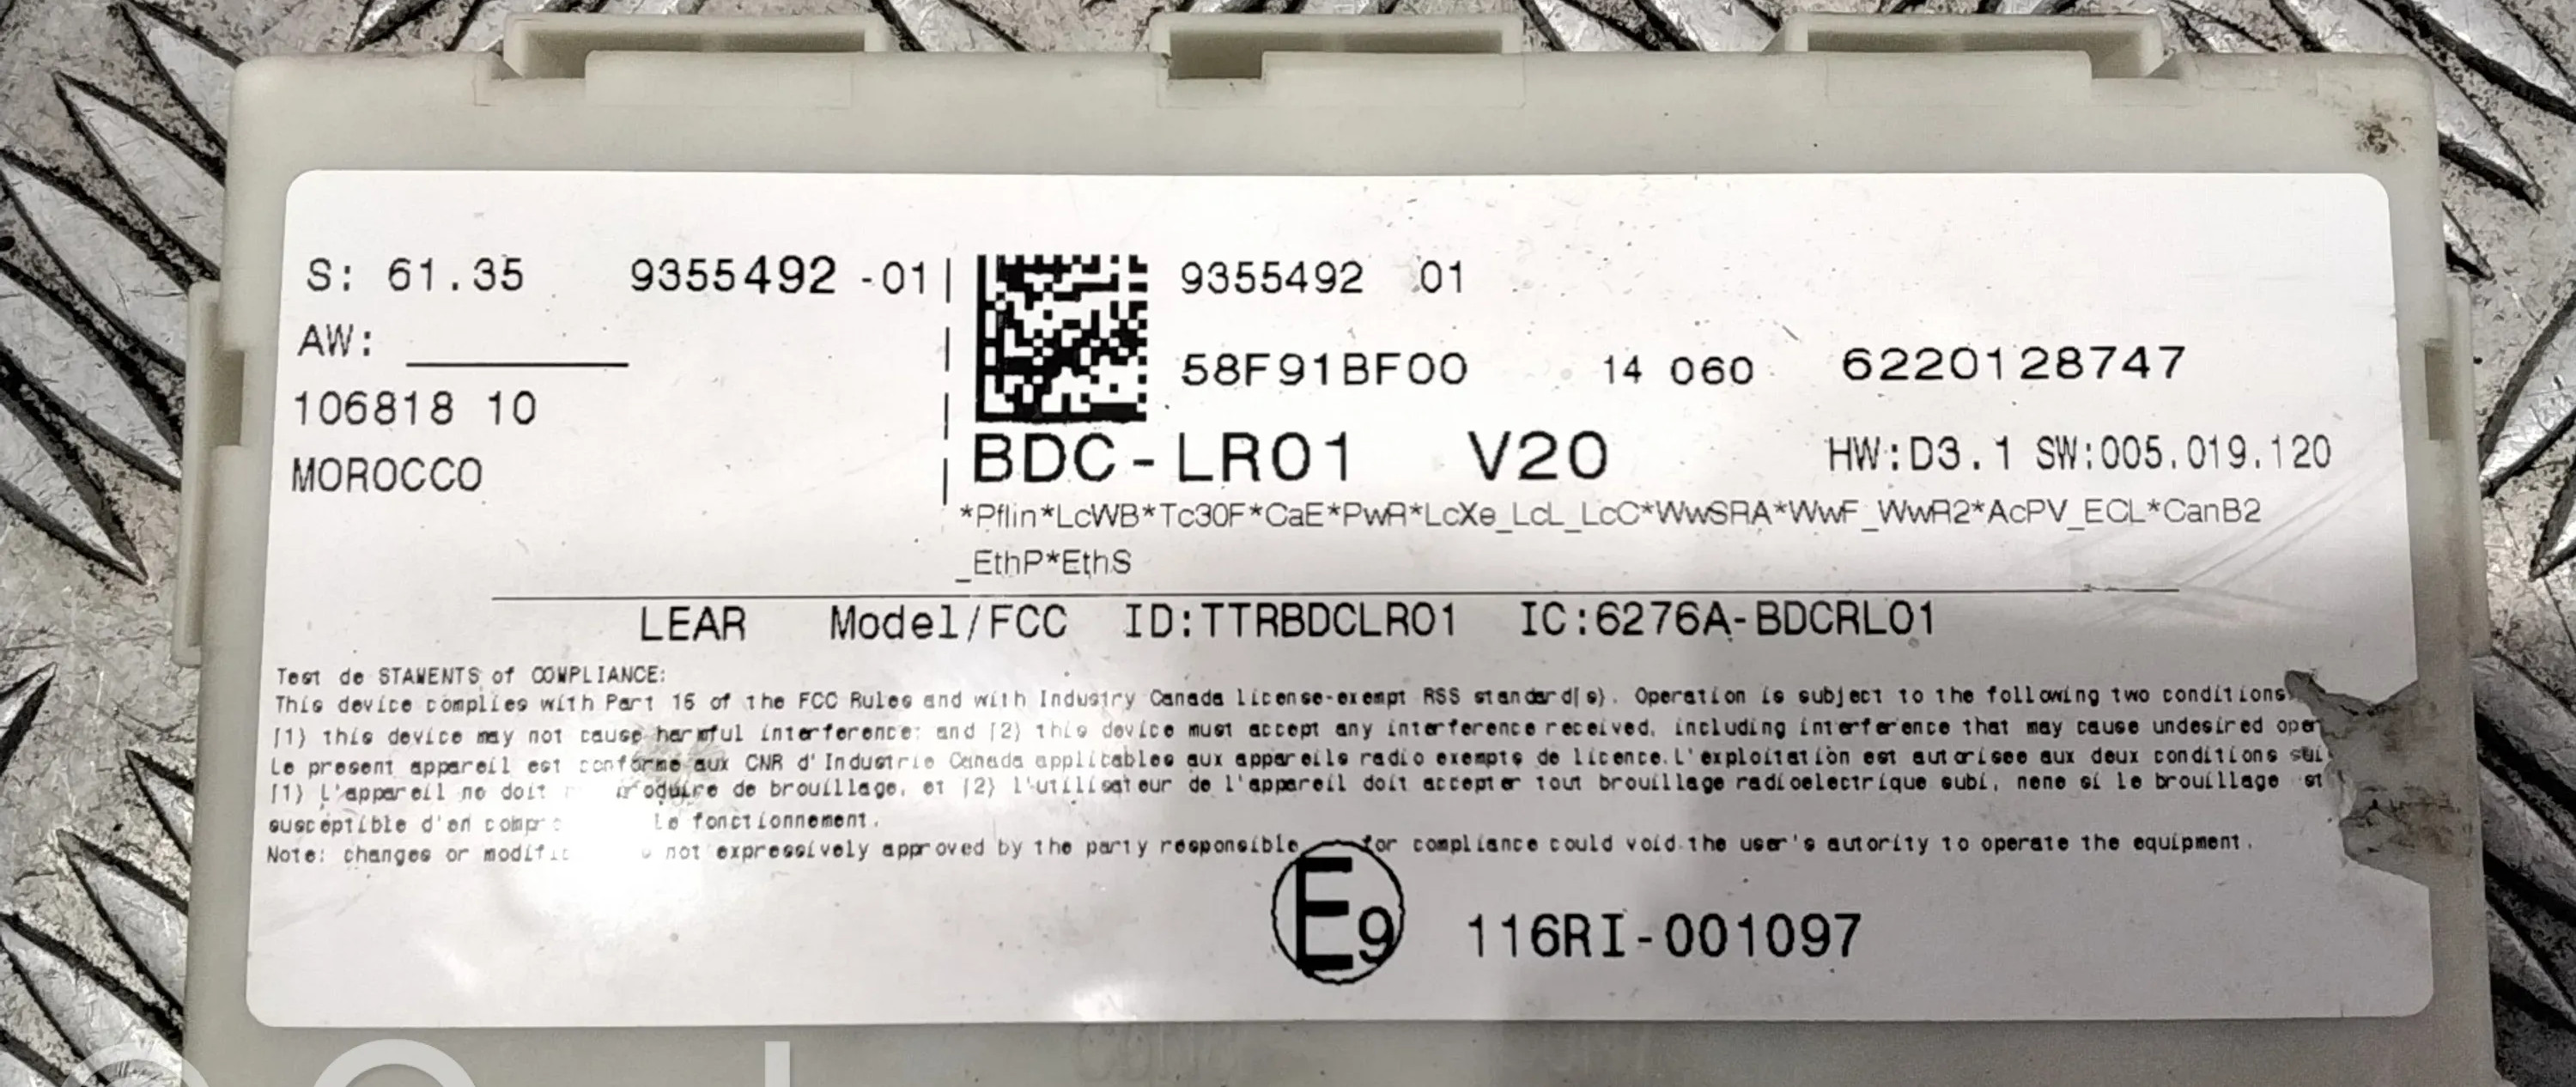 S: 61.35 9355492 -01 9355492 01
AW:
58F91BF00 14 060 6220128747
106818 10
BDC-LR01 V20 HW:D3.1 SW:005.019.120
MOROCCO
*Pflin*LcWB*Tc30F*CaE*PwR*LcXe_LcL_LcC*WwSRA*WwF_WwR2*AcPV_ECL*CanB2
_EthP*EthS
LEAR Model/FCC ID:TTRBDCLR01 IC:6276A-BDCRL01
Test de STAWENTS of COMPLIANCE:
This device complies with Part 15 of the FCC Rules and with Industry Canada license-exempt RSS standard(s). Operation is subject to the following two conditions
(1) this device may not cause harmful interference; and (2) this device must accept any interference received, including interference that may cause undesired oper
Le present appareil est conforme aux CNR d'Industrie Canada applicables aux appareils radio exempts de licence.L'exploitation est autorisee aux deux conditions sui
(1) L'appareil ne doit de brouillage, et (2) l'utilisateur de l'appareil doit accepter tout brouillage radioelectrique subi, nene si le brouillage st
susceptible d'en compr Le fonctionnement.
Note: changes or modific not expressively approved by the party responsible for compliance could void the user's autority to operate the equipment.
E9 116RI-001097